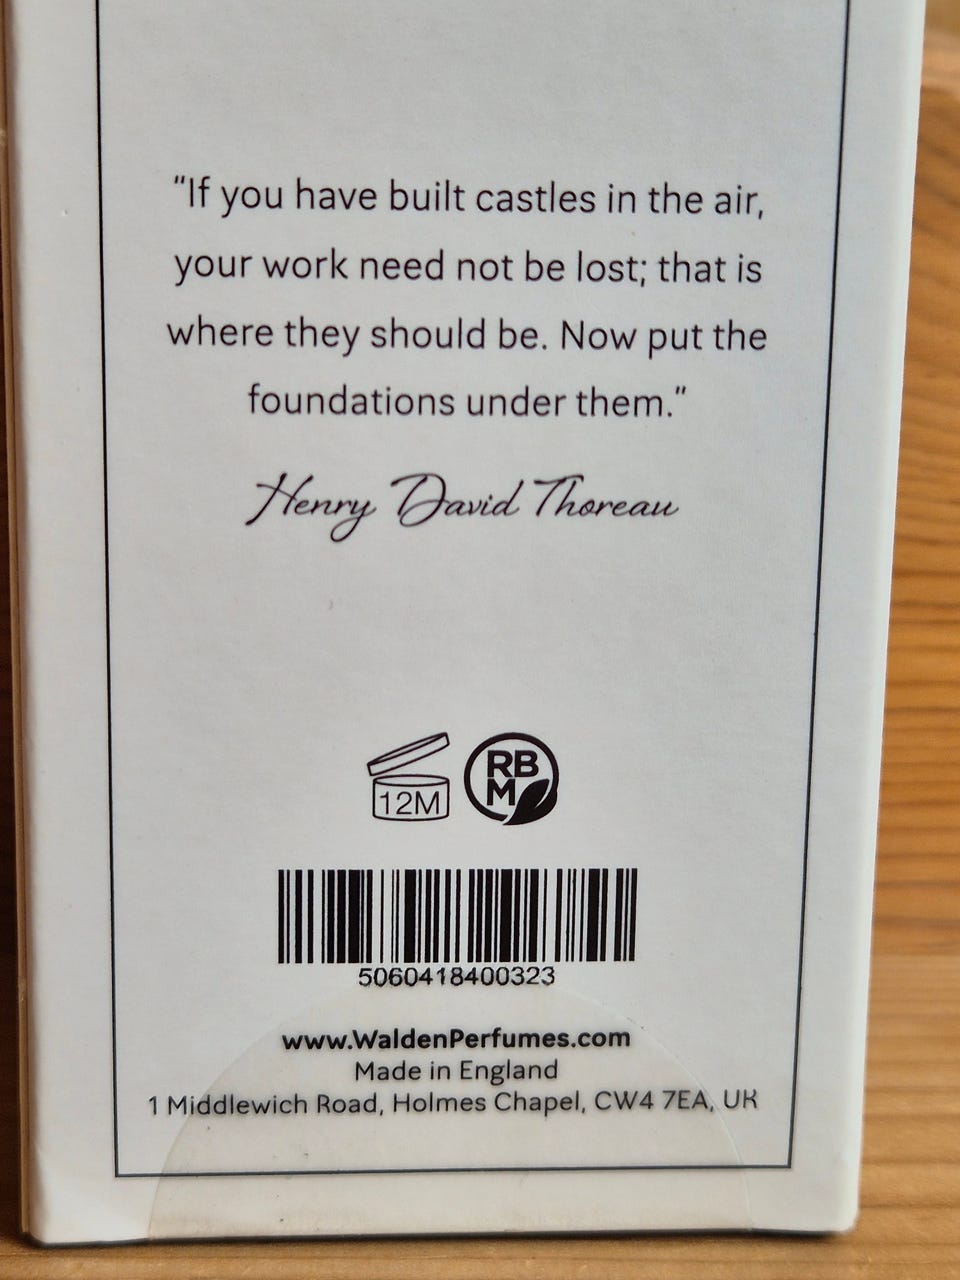 "If you have built castles in the air,
your work need not be lost; that is
where they should be. Now put the
foundations under them."
Henry David Thoreau
12M
RB
M
5060418400323
www.WaldenPerfumes.com
Made in England
1 Middlewich Road, Holmes Chapel, CW4 7EA, UK